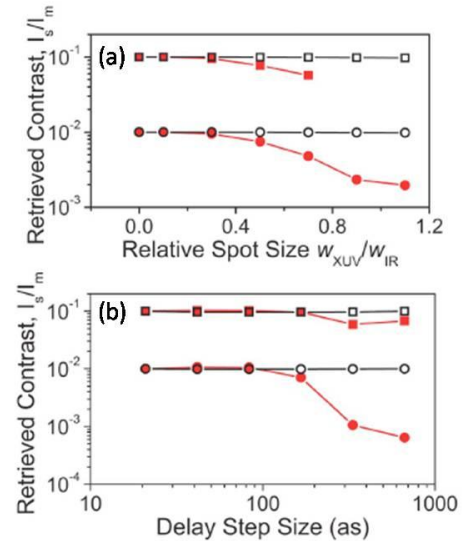 (a)
Retrieved Contrast, Is/Im
10-1
10-2
10-3
0.0 0.4 0.8 1.2
Relative Spot Size wXUV/wIR
(b)
Retrieved Contrast, Is/Im
10-1
10-2
10-3
10-4
10 100 1000
Delay Step Size (as)